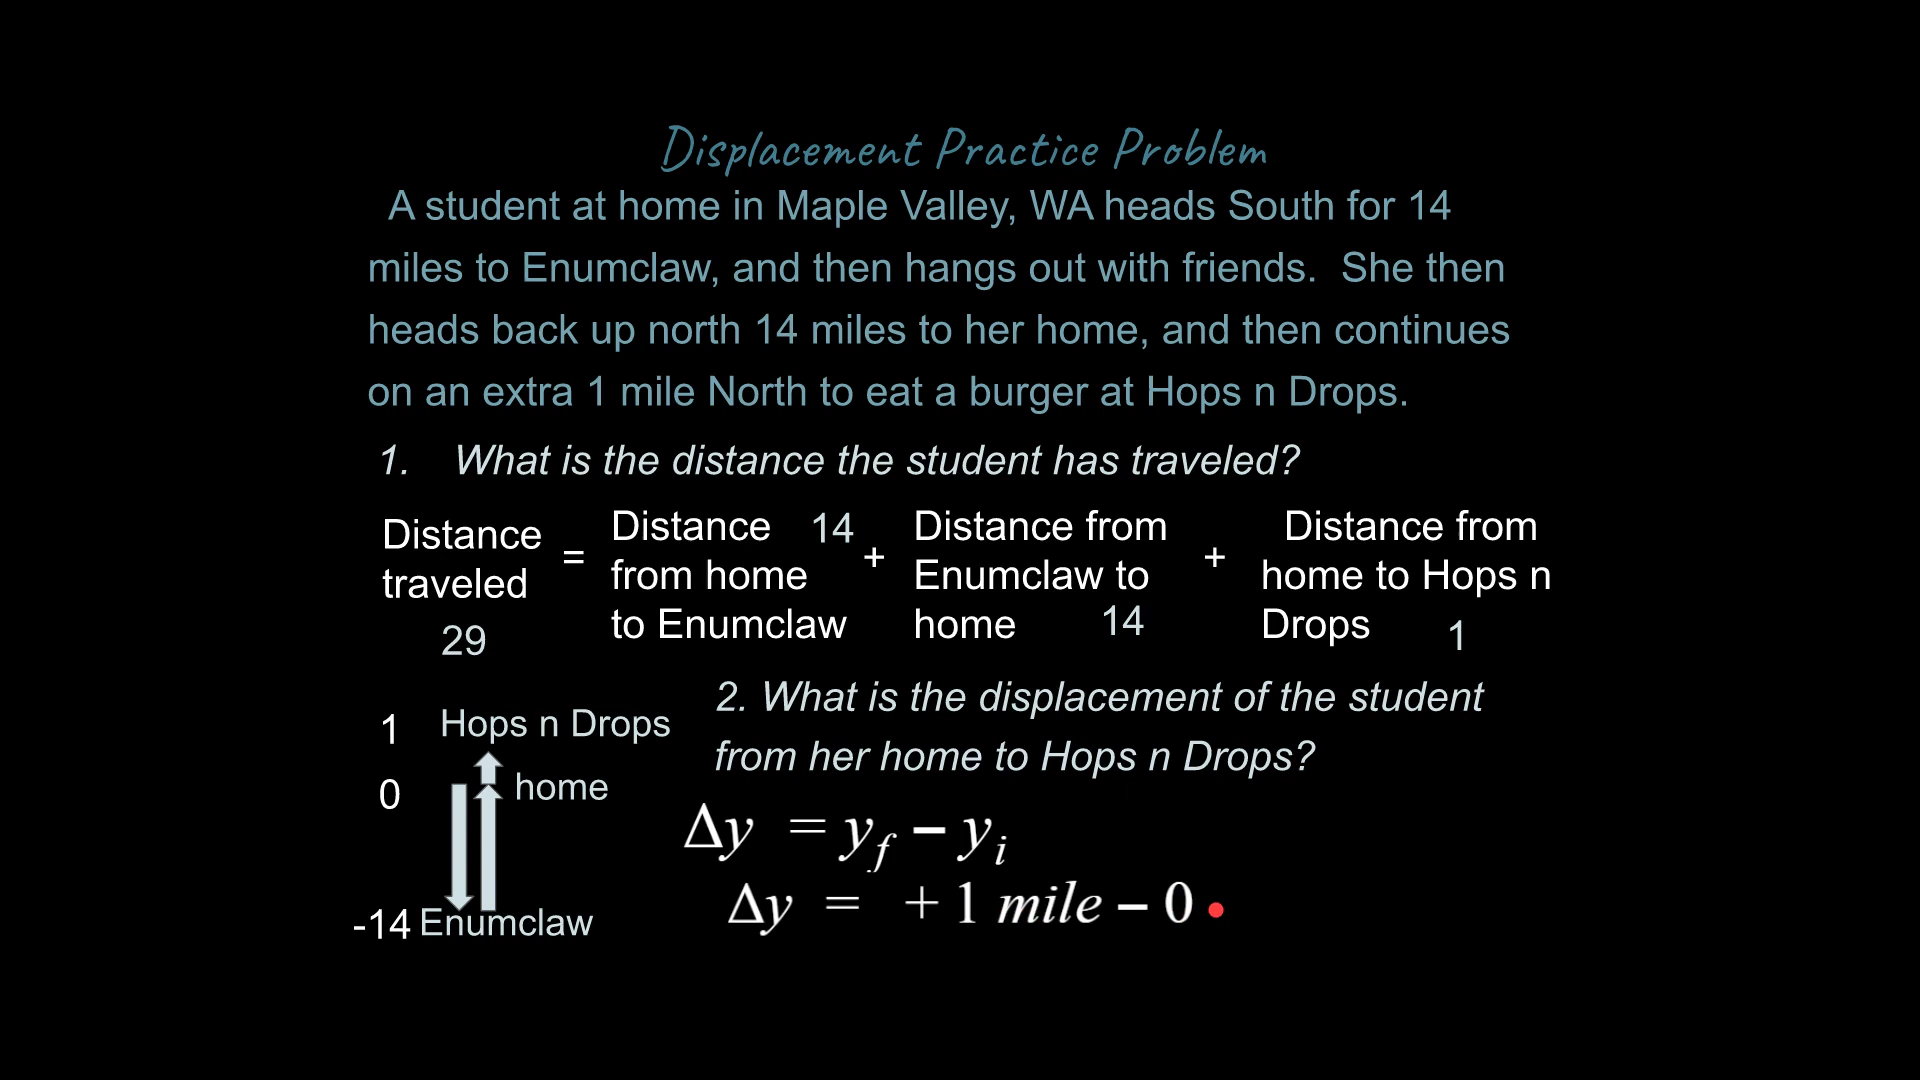 Displacement Practice Problem
A student at home in Maple Valley, WA heads South for 14
miles to Enumclaw, and then hangs out with friends.  She then
heads back up north 14 miles to her home, and then continues
on an extra 1 mile North to eat a burger at Hops n Drops.
1. What is the distance the student has traveled?
Distance
traveled
29
=
Distance 14
from home
to Enumclaw
+
Distance from
Enumclaw to
home 14
+
Distance from
home to Hops n
Drops 1
1 Hops n Drops
0 home
-14 Enumclaw
2. What is the displacement of the student
from her home to Hops n Drops?
Δy = y_f − y_i
Δy = + 1 mile − 0